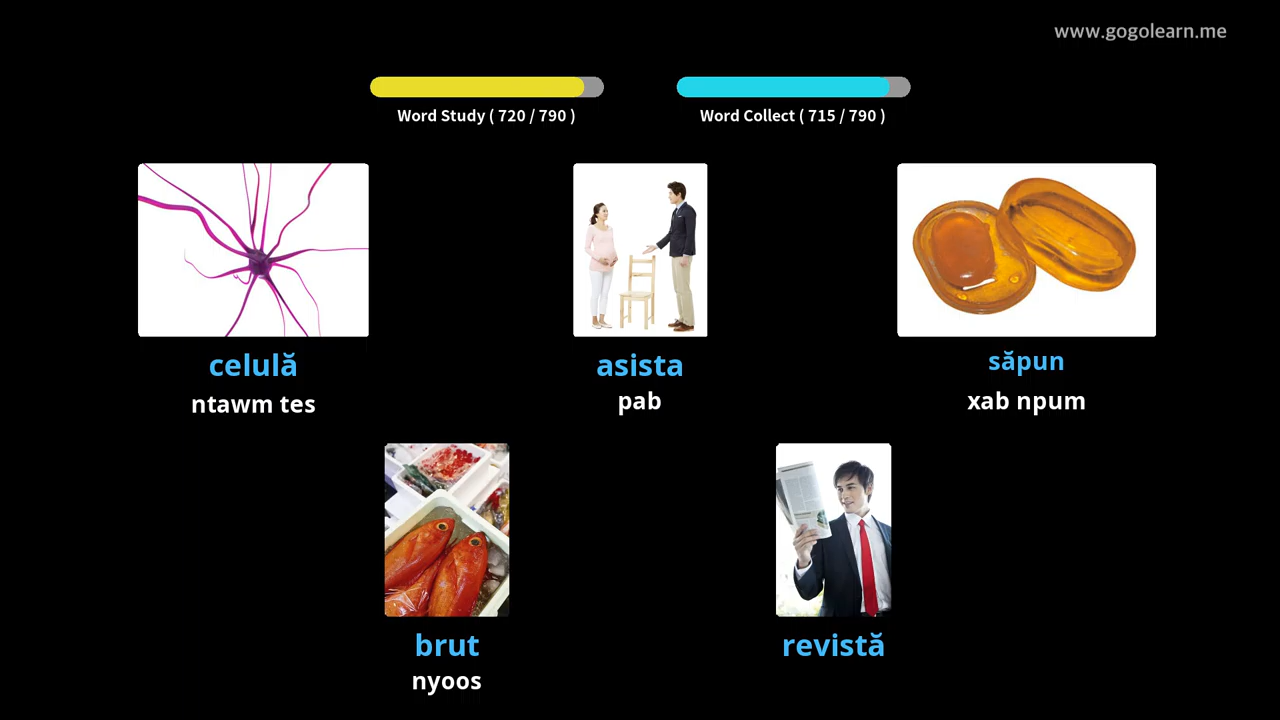 www.gogolearn.me
Word Study ( 720 / 790 )
Word Collect ( 715 / 790 )
celulă
ntawm tes
asista
pab
săpun
xab npum
brut
nyoos
revistă